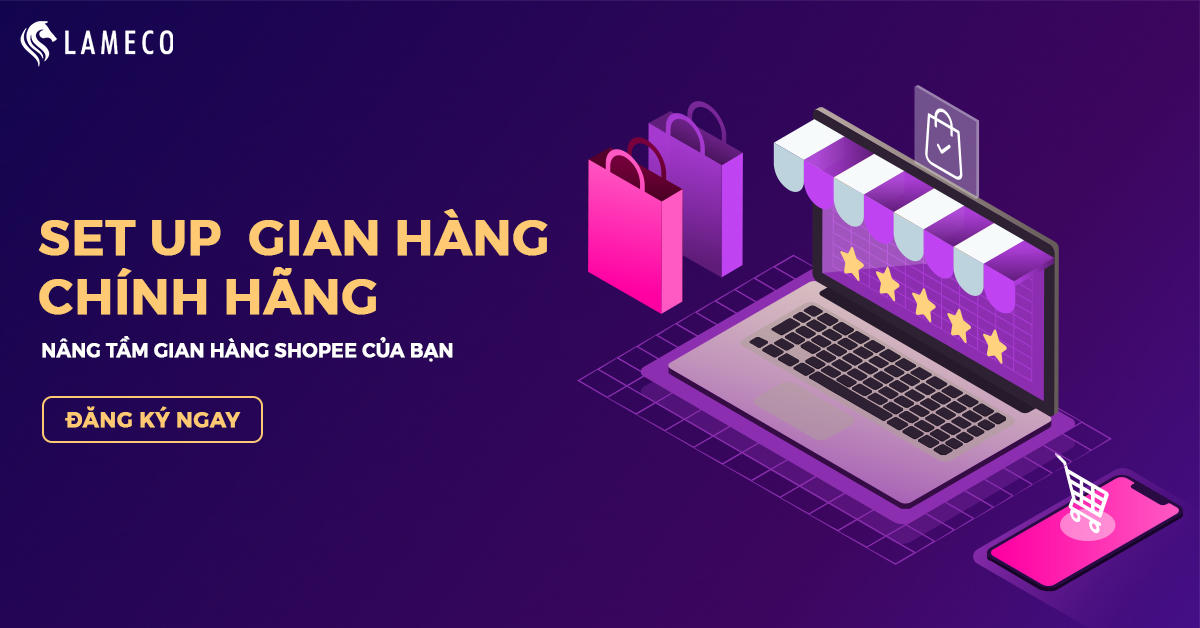 LAMECO
SET UP GIAN HÀNG
CHÍNH HÃNG
NÂNG TẦM GIAN HÀNG SHOPEE CỦA BẠN
ĐĂNG KÝ NGAY